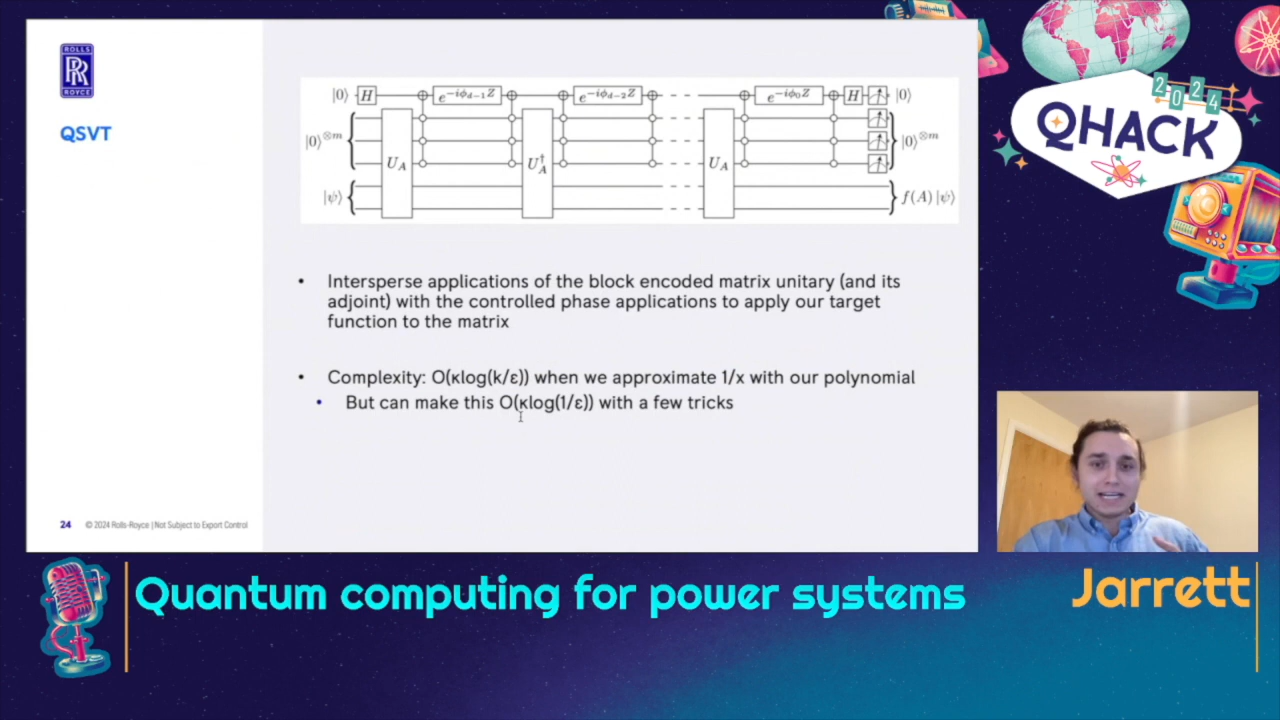 ROLLS
RR
ROYCE
QSVT
|0⟩ H e^{-iϕ_{d-1}Z} e^{-iϕ_{d-2}Z} e^{-iϕ_0Z} H |0⟩
|0⟩^{⊗m} U_A U_A^† U_A |0⟩^{⊗m}
|ψ⟩ f(A)|ψ⟩
• Intersperse applications of the block encoded matrix unitary (and its
adjoint) with the controlled phase applications to apply our target
function to the matrix
• Complexity: O(κlog(k/ε)) when we approximate 1/x with our polynomial
• But can make this O(κlog(1/ε)) with a few tricks
24 © 2024 Rolls-Royce | Not Subject to Export Control
2024
QHACK
Quantum computing for power systems
Jarrett